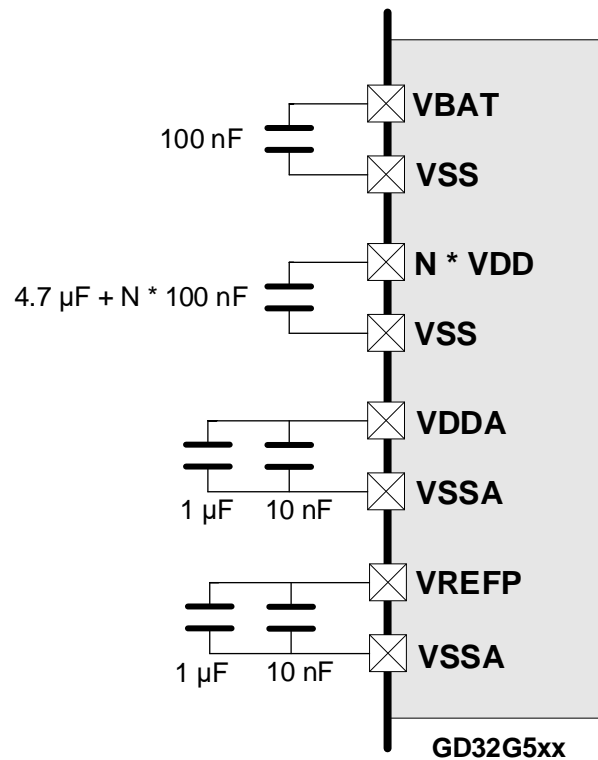 VBAT
100 nF
VSS
N * VDD
4.7 µF + N * 100 nF
VSS
VDDA
VSSA
1 µF 10 nF
VREFP
VSSA
1 µF 10 nF
GD32G5xx